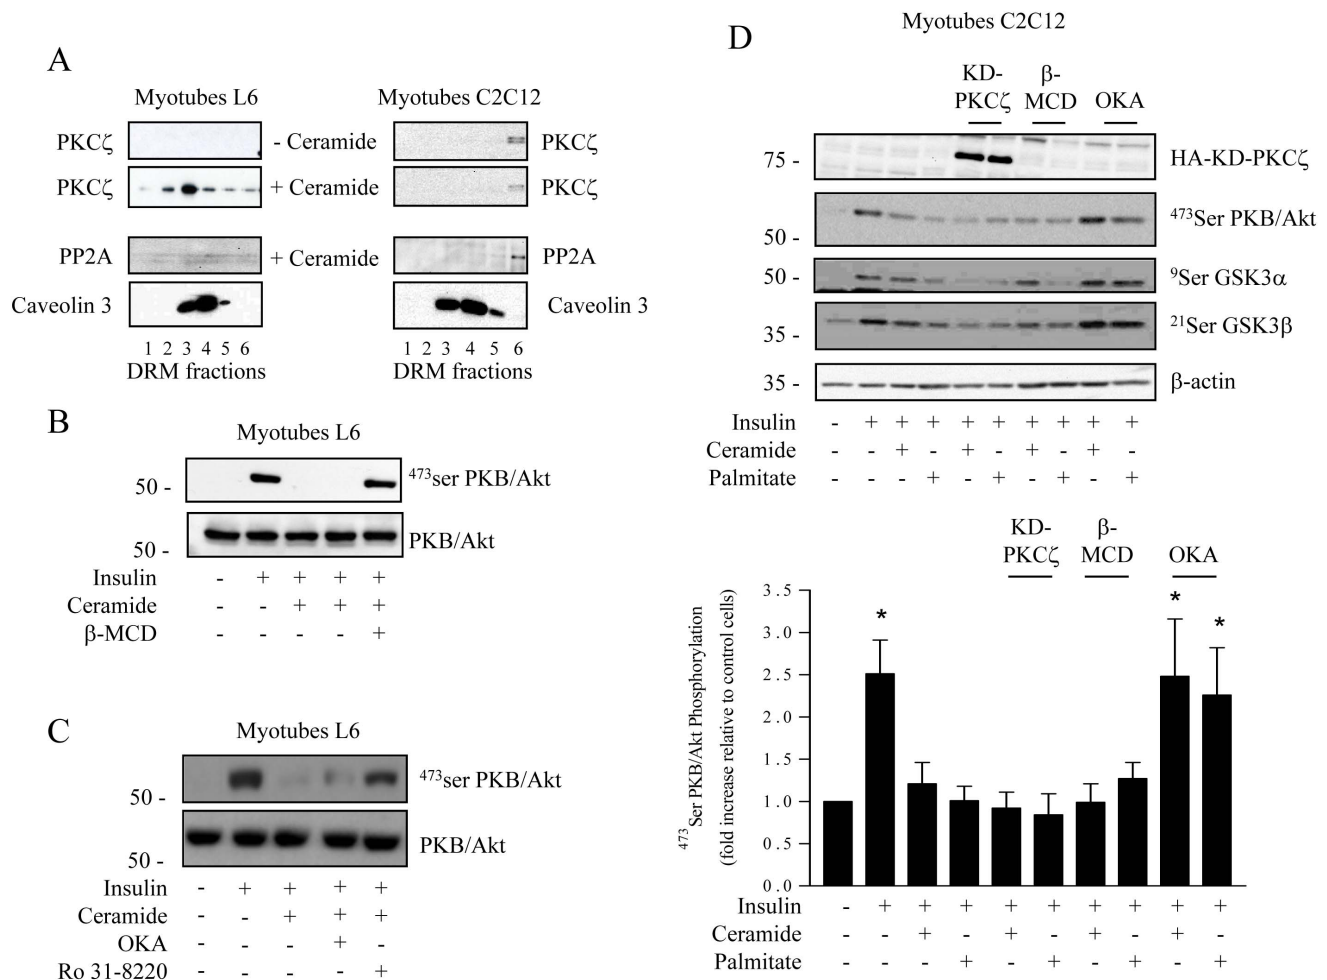 A
Myotubes L6
Myotubes C2C12
PKCζ - Ceramide PKCζ
PKCζ + Ceramide PKCζ
PP2A + Ceramide PP2A
Caveolin 3 Caveolin 3
1 2 3 4 5 6 1 2 3 4 5 6
DRM fractions DRM fractions
B
Myotubes L6
50 - 473ser PKB/Akt
50 - PKB/Akt
Insulin - + + + +
Ceramide - - + + +
β-MCD - - - - +
C
Myotubes L6
50 - 473ser PKB/Akt
50 - PKB/Akt
Insulin - + + + +
Ceramide - - + + +
OKA - - - + -
Ro 31-8220 - - - - +
D
Myotubes C2C12
KD-
PKCζ
β-
MCD
OKA
75 - HA-KD-PKCζ
50 - 473Ser PKB/Akt
50 - 9Ser GSK3α
35 - 21Ser GSK3β
35 - β-actin
Insulin - + + + + + + + + +
Ceramide - - + - + - + - + -
Palmitate - - - + - + - + - +
KD-
PKCζ
β-
MCD
OKA
473Ser PKB/Akt Phosphorylation
(fold increase relative to control cells)
3.5
3.0
2.5
2.0
1.5
1.0
0.5
0.0
* * *
Insulin - + + + + + + + + +
Ceramide - - + - + - + - + -
Palmitate - - - + - + - + - +